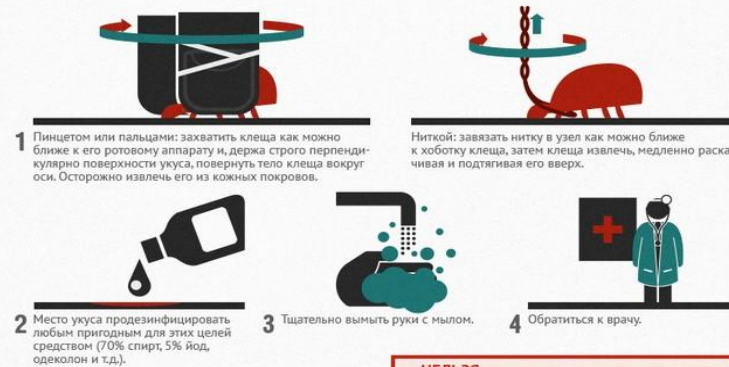 1 Пинцетом или пальцами: захватить клеща как можно
ближе к его ротовому аппарату и, держа строго перпенди-
кулярно поверхности укуса, повернуть тело клеща вокруг
оси. Осторожно извлечь его из кожных покровов.
Ниткой: завязать нитку в узел как можно ближе
к хоботку клеща, затем клеща извлечь, медленно раска
чивая и подтягивая его вверх.
2 Место укуса продезинфицировать
любым пригодным для этих целей
средством (70% спирт, 5% йод,
одеколон и т.д.).
3 Тщательно вымыть руки с мылом.
4 Обратиться к врачу.
НЕЛЬЗЯ